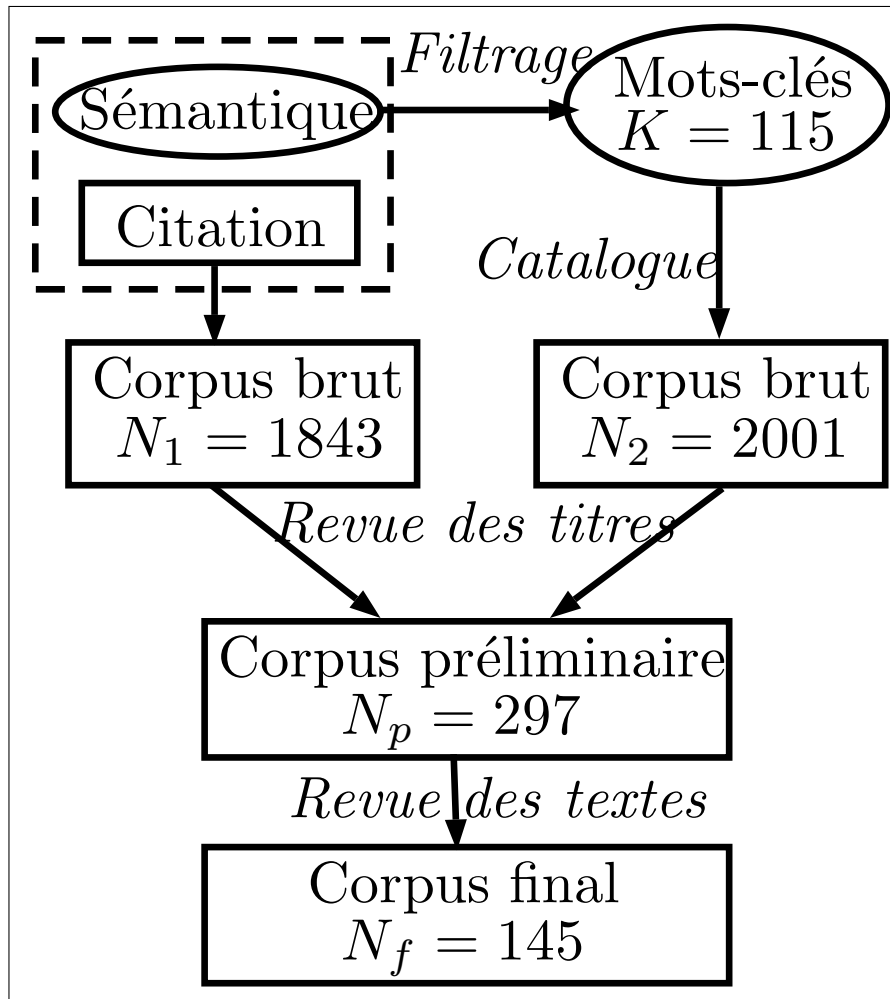 Filtrage
Sémantique
Mots-clés
K = 115
Citation
Catalogue
Corpus brut
N₁ = 1843
Corpus brut
N₂ = 2001
Revue des titres
Corpus préliminaire
Nₚ = 297
Revue des textes
Corpus final
N_f = 145